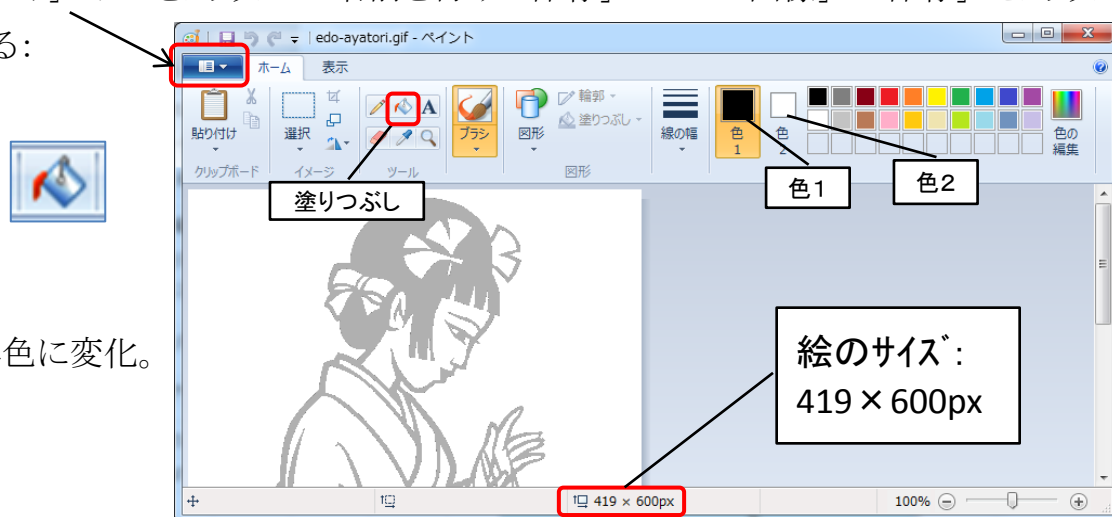 る:
色に変化。
edo-ayatori.gif - ペイント
ホーム 表示
貼り付け
選択
A
ブラシ
図形
輪郭
塗りつぶし
線の幅
色
1
色
2
色の
編集
クリップボード イメージ ツール 図形
塗りつぶし
色1
色2
絵のサイズ:
419×600px
419 × 600px
100%